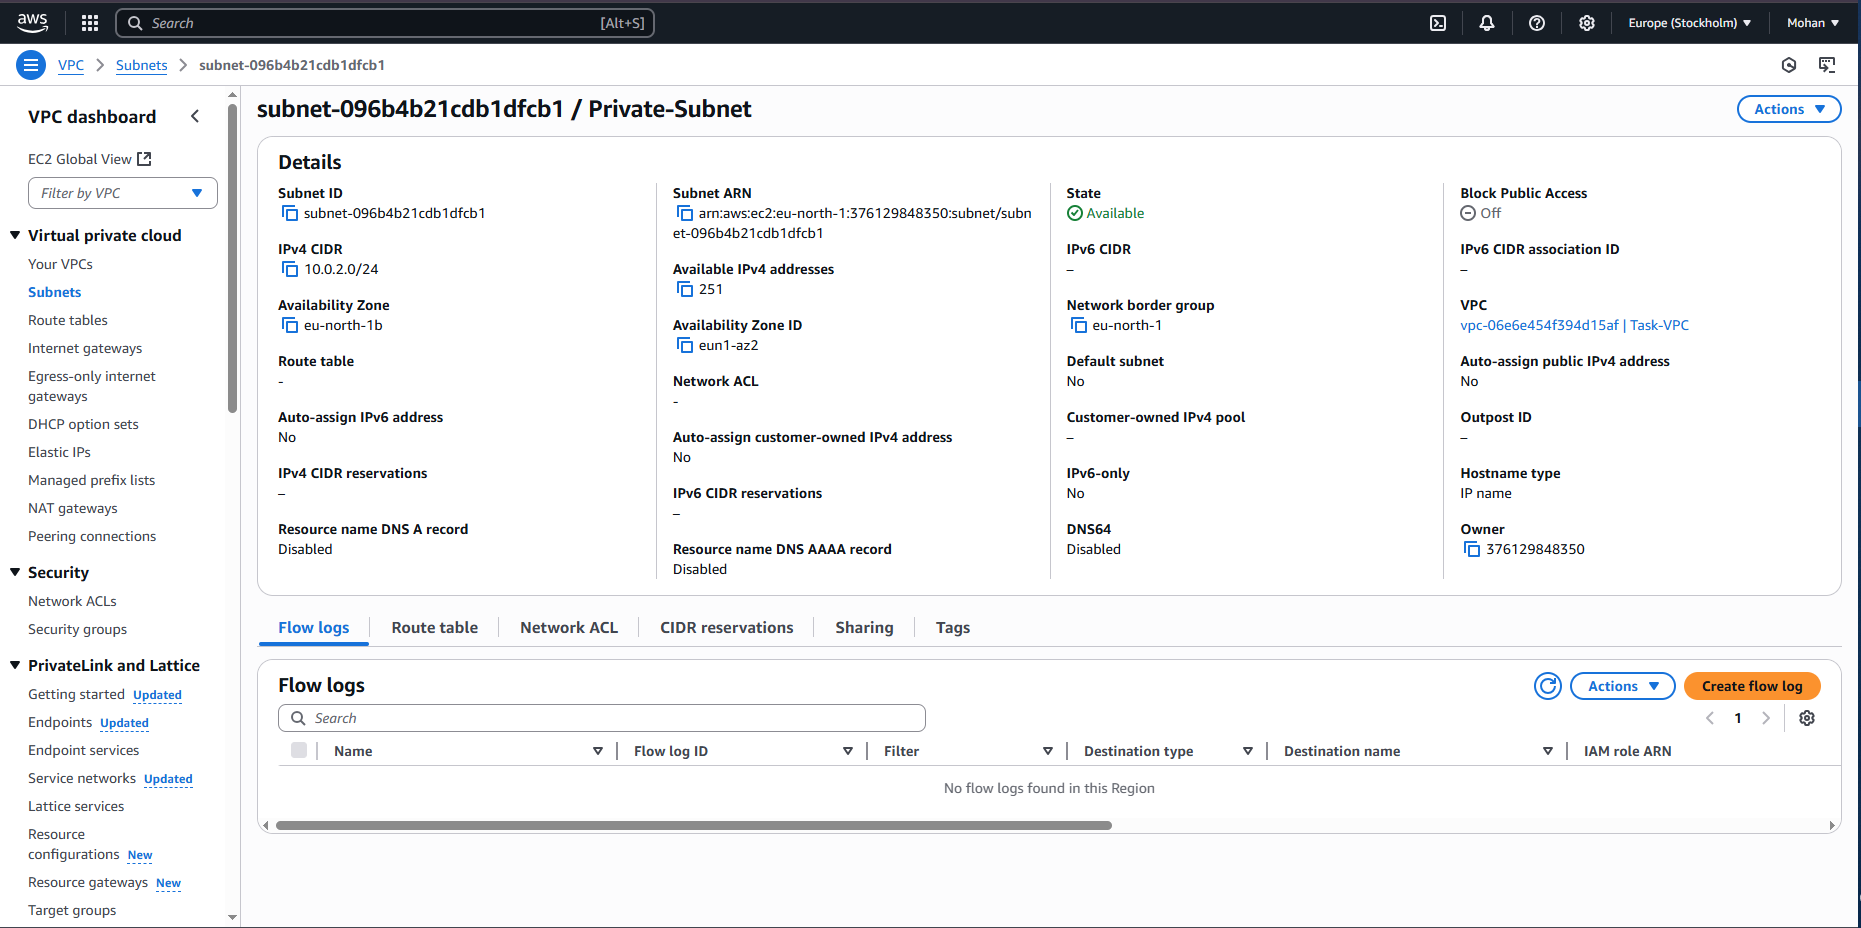 aws
Search [Alt+S]
Europe (Stockholm)
Mohan
VPC
Subnets
subnet-096b4b21cdb1dfcb1
VPC dashboard
EC2 Global View
Filter by VPC
Virtual private cloud
Your VPCs
Subnets
Route tables
Internet gateways
Egress-only internet
gateways
DHCP option sets
Elastic IPs
Managed prefix lists
NAT gateways
Peering connections
Security
Network ACLs
Security groups
PrivateLink and Lattice
Getting started Updated
Endpoints Updated
Endpoint services
Service networks Updated
Lattice services
Resource
configurations New
Resource gateways New
Target groups
subnet-096b4b21cdb1dfcb1 / Private-Subnet
Actions
Details
Subnet ID
subnet-096b4b21cdb1dfcb1
IPv4 CIDR
10.0.2.0/24
Availability Zone
eu-north-1b
Route table
-
Auto-assign IPv6 address
No
IPv4 CIDR reservations
–
Resource name DNS A record
Disabled
Subnet ARN
arn:aws:ec2:eu-north-1:376129848350:subnet/subn
et-096b4b21cdb1dfcb1
Available IPv4 addresses
251
Availability Zone ID
eun1-az2
Network ACL
-
Auto-assign customer-owned IPv4 address
No
IPv6 CIDR reservations
–
Resource name DNS AAAA record
Disabled
State
Available
IPv6 CIDR
–
Network border group
eu-north-1
Default subnet
No
Customer-owned IPv4 pool
–
IPv6-only
No
DNS64
Disabled
Block Public Access
Off
IPv6 CIDR association ID
–
VPC
vpc-06e6e454f394d15af | Task-VPC
Auto-assign public IPv4 address
No
Outpost ID
–
Hostname type
IP name
Owner
376129848350
Flow logs
Route table
Network ACL
CIDR reservations
Sharing
Tags
Flow logs
Actions
Create flow log
Search
1
Name
Flow log ID
Filter
Destination type
Destination name
IAM role ARN
No flow logs found in this Region